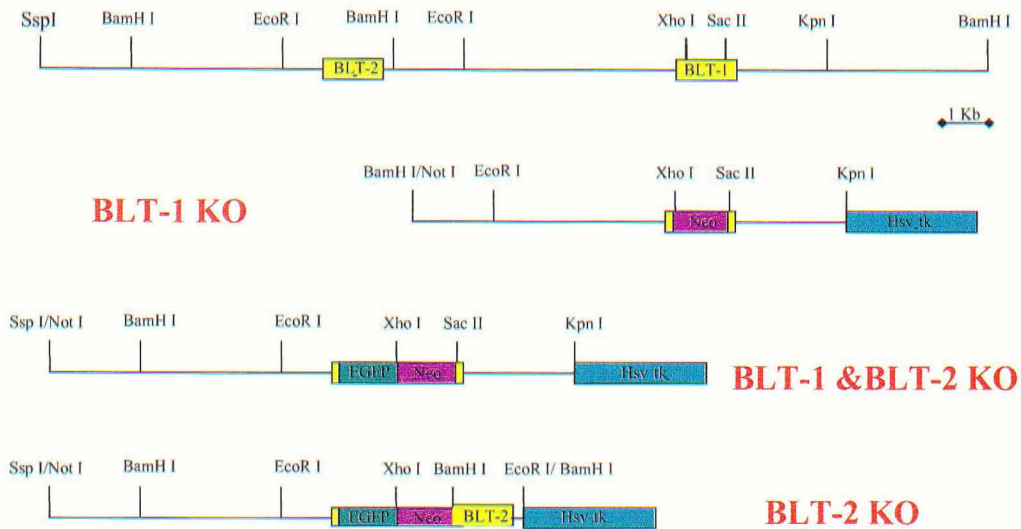 SspI BamH I EcoR I BamH I EcoR I Xho I Sac II Kpn I BamH I
BLT-2 BLT-1
1 Kb
BamH I/Not I EcoR I Xho I Sac II Kpn I
BLT-1 KO
Neo Hsv_tk
Ssp I/Not I BamH I EcoR I Xho I Sac II Kpn I
EGFP Neo Hsv_tk
BLT-1 &BLT-2 KO
Ssp I/Not I BamH I EcoR I Xho I BamH I EcoR I/ BamH I
EGFP Neo BLT-2 Hsv_tk
BLT-2 KO